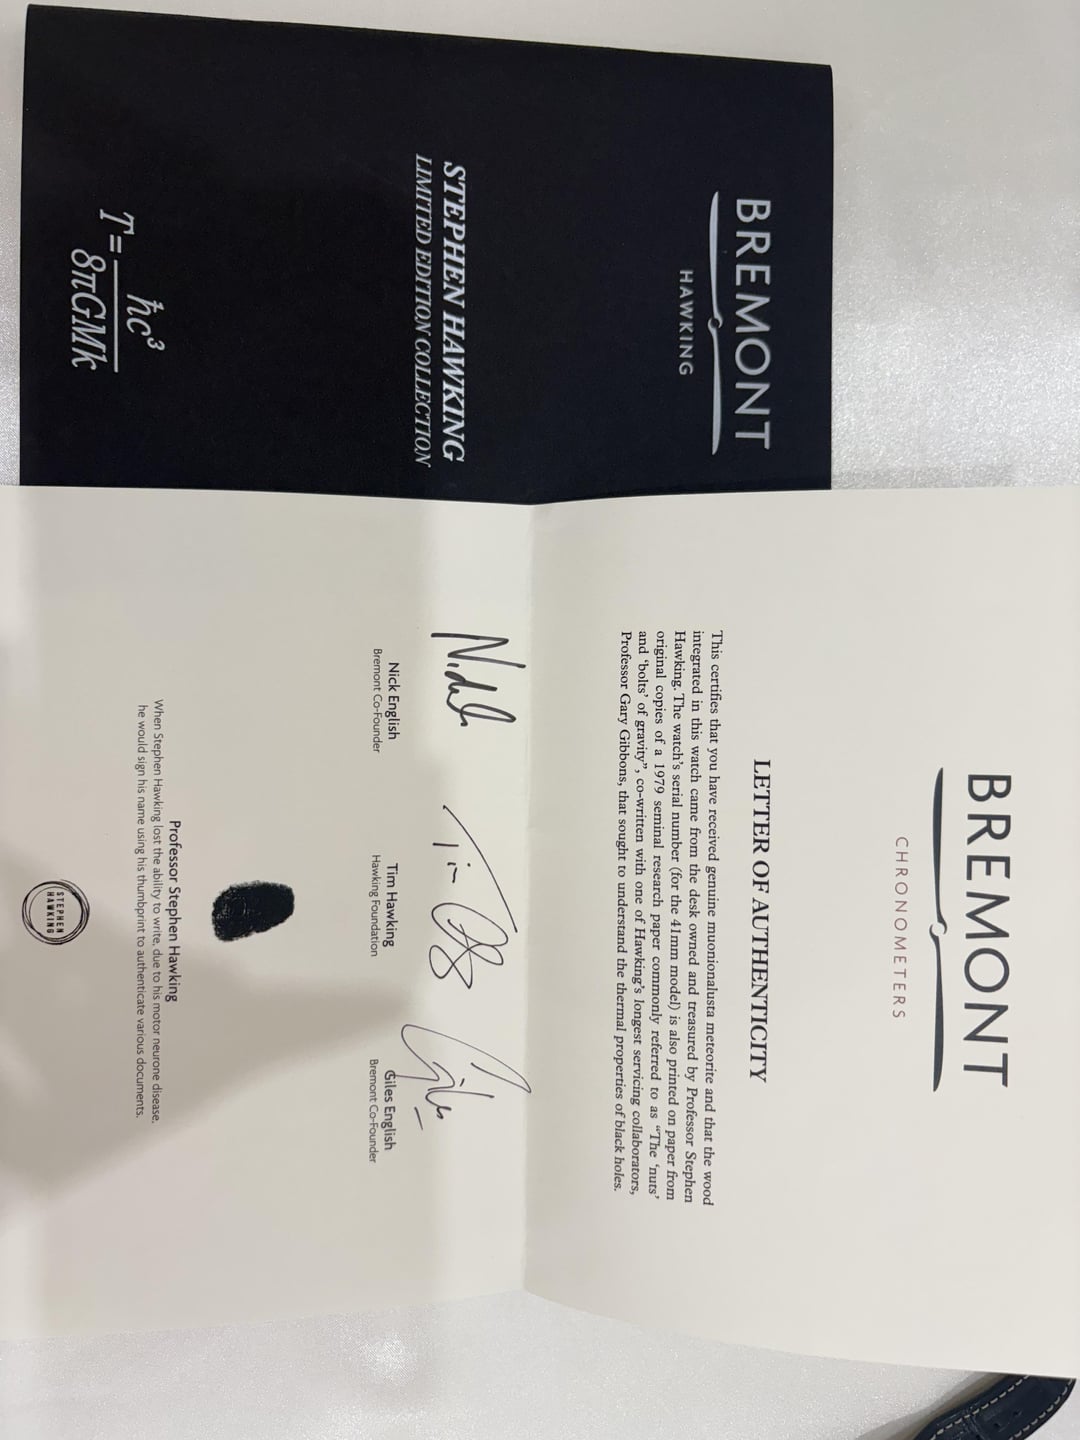 BREMONT
HAWKING
STEPHEN HAWKING
LIMITED EDITION COLLECTION
T = ħc³
8πGMk
BREMONT
CHRONOMETERS
LETTER OF AUTHENTICITY
This certifies that you have received genuine muonionalusta meteorite and that the wood
integrated in this watch came from the desk owned and treasured by Professor Stephen
Hawking. The watch's serial number (for the 41mm model) is also printed on paper from
original copies of a 1979 seminal research paper commonly referred to as "The 'nuts'
and 'bolts' of gravity", co-written with one of Hawking's longest servicing collaborators,
Professor Gary Gibbons, that sought to understand the thermal properties of black holes.
Nick English
Bremont Co-Founder
Tim Hawking
Hawking Foundation
Giles English
Bremont Co-Founder
Professor Stephen Hawking
When Stephen Hawking lost the ability to write, due to his motor neurone disease,
he would sign his name using his thumbprint to authenticate various documents.
STEPHEN
HAWKING